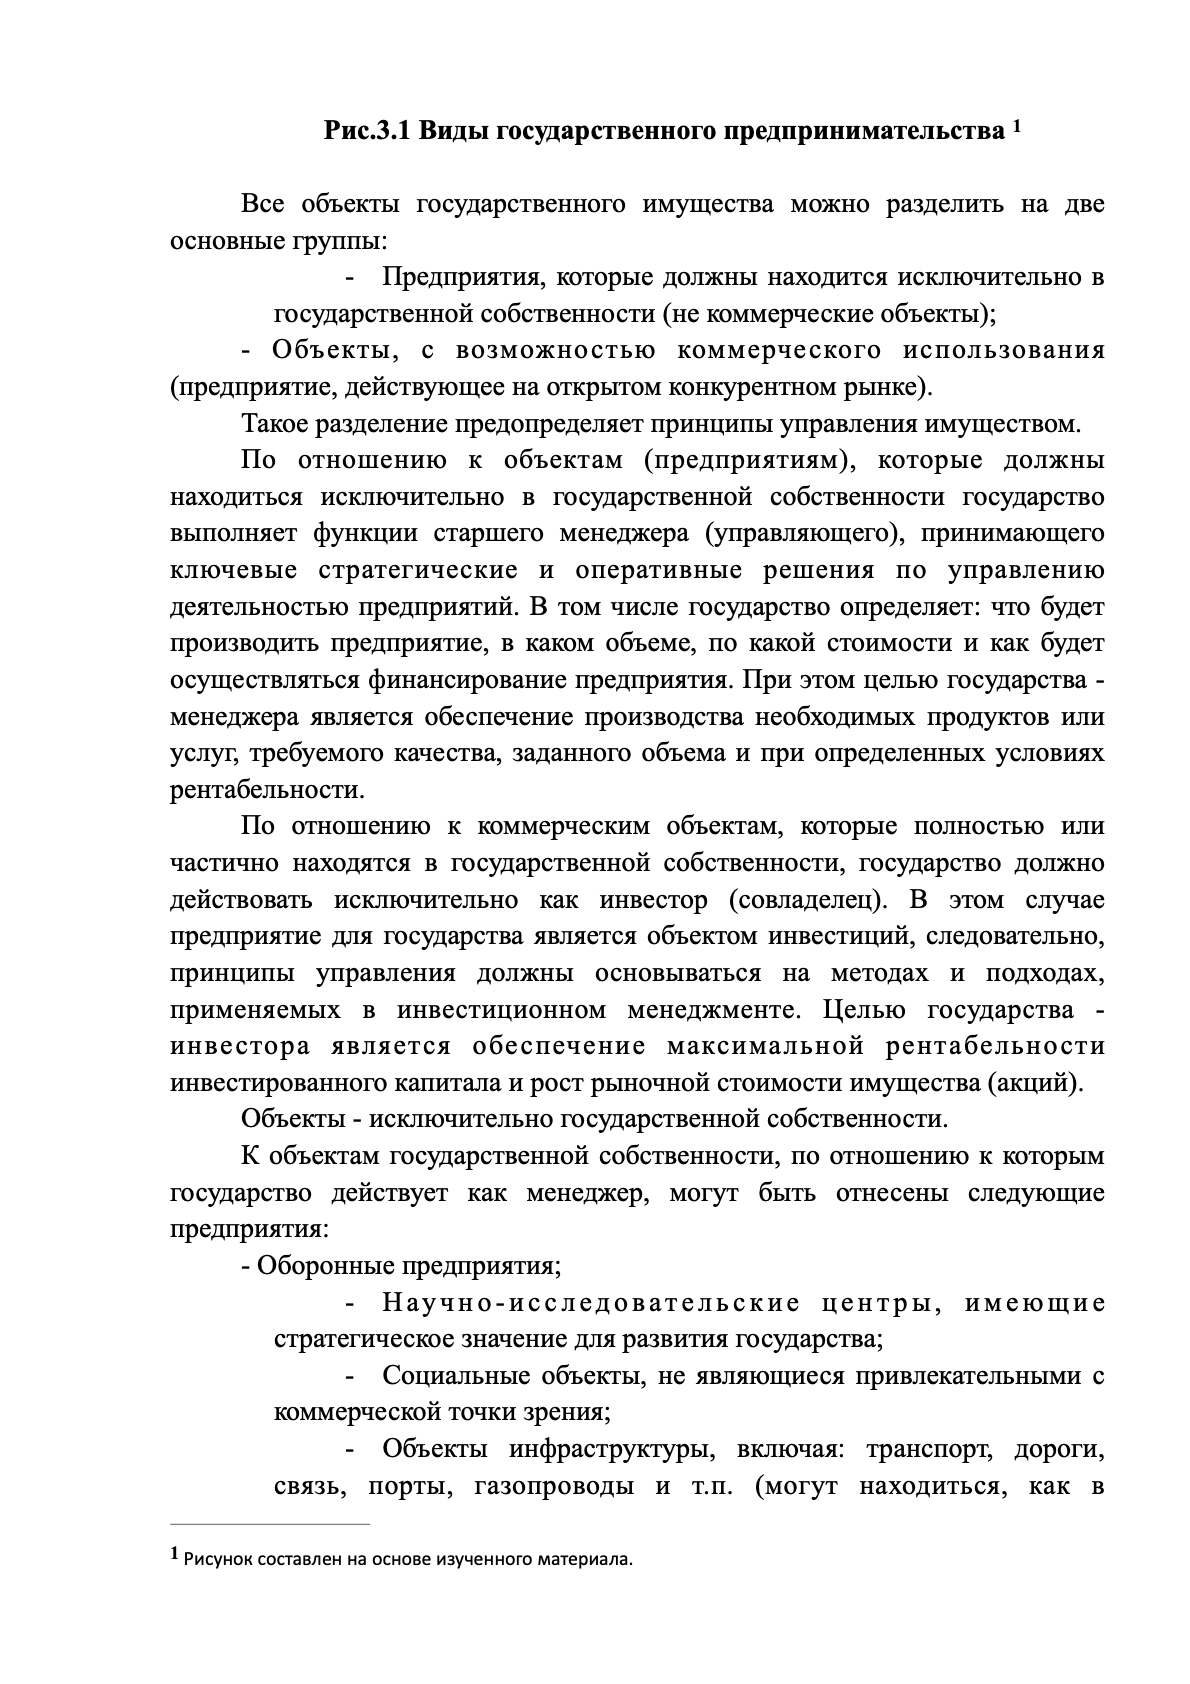 Рис.3.1 Виды государственного предпринимательства 1
Все объекты государственного имущества можно разделить на две
основные группы:
- Предприятия, которые должны находится исключительно в
государственной собственности (не коммерческие объекты);
- Объекты, с возможностью коммерческого использования
(предприятие, действующее на открытом конкурентном рынке).
Такое разделение предопределяет принципы управления имуществом.
По отношению к объектам (предприятиям), которые должны
находиться исключительно в государственной собственности государство
выполняет функции старшего менеджера (управляющего), принимающего
ключевые стратегические и оперативные решения по управлению
деятельностью предприятий. В том числе государство определяет: что будет
производить предприятие, в каком объеме, по какой стоимости и как будет
осуществляться финансирование предприятия. При этом целью государства -
менеджера является обеспечение производства необходимых продуктов или
услуг, требуемого качества, заданного объема и при определенных условиях
рентабельности.
По отношению к коммерческим объектам, которые полностью или
частично находятся в государственной собственности, государство должно
действовать исключительно как инвестор (совладелец). В этом случае
предприятие для государства является объектом инвестиций, следовательно,
принципы управления должны основываться на методах и подходах,
применяемых в инвестиционном менеджменте. Целью государства -
инвестора является обеспечение максимальной рентабельности
инвестированного капитала и рост рыночной стоимости имущества (акций).
Объекты - исключительно государственной собственности.
К объектам государственной собственности, по отношению к которым
государство действует как менеджер, могут быть отнесены следующие
предприятия:
- Оборонные предприятия;
- Научно-исследовательские центры, имеющие
стратегическое значение для развития государства;
- Социальные объекты, не являющиеся привлекательными с
коммерческой точки зрения;
- Объекты инфраструктуры, включая: транспорт, дороги,
связь, порты, газопроводы и т.п. (могут находиться, как в
1 Рисунок составлен на основе изученного материала.